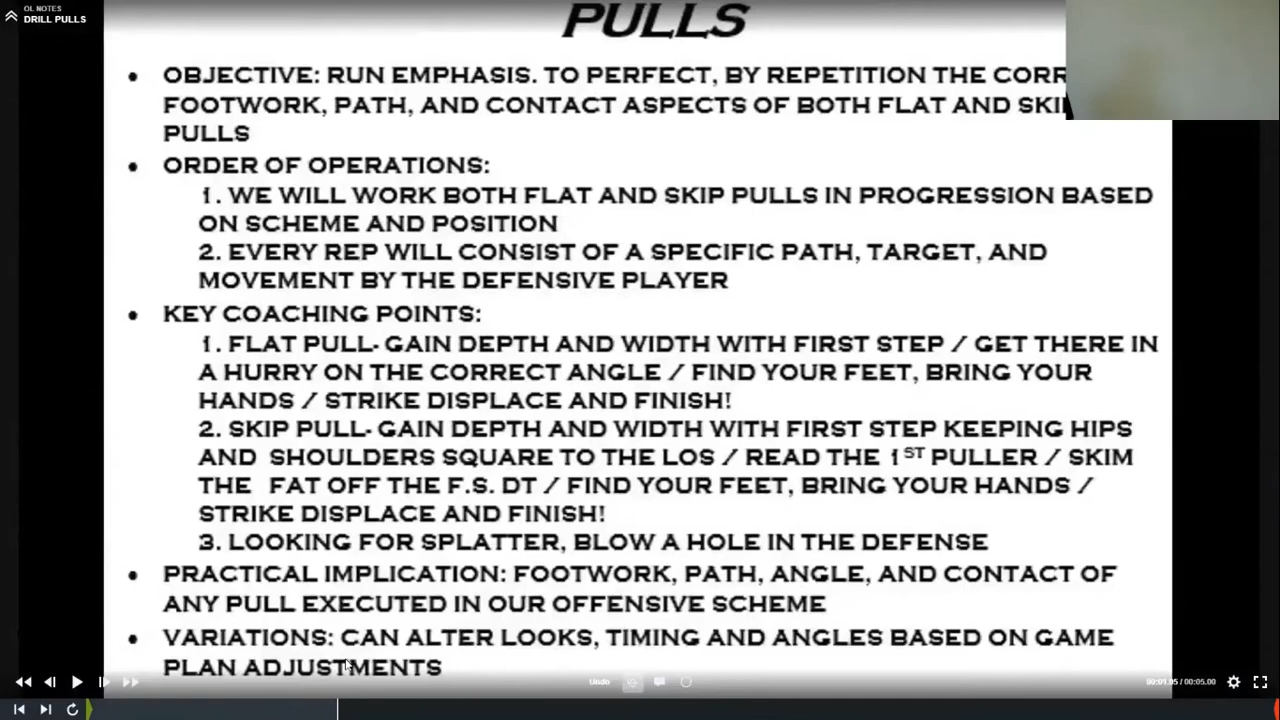 OL NOTES
DRILL PULLS
PULLS
• OBJECTIVE: RUN EMPHASIS. TO PERFECT, BY REPETITION THE
FOOTWORK, PATH, AND CONTACT ASPECTS OF BOTH FLAT AND
PULLS
• ORDER OF OPERATIONS:
1. WE WILL WORK BOTH FLAT AND SKIP PULLS IN PROGRESSION BASED
ON SCHEME AND POSITION
2. EVERY REP WILL CONSIST OF A SPECIFIC PATH, TARGET, AND
MOVEMENT BY THE DEFENSIVE PLAYER
• KEY COACHING POINTS:
1. FLAT PULL- GAIN DEPTH AND WIDTH WITH FIRST STEP / GET THERE IN
A HURRY ON THE CORRECT ANGLE / FIND YOUR FEET, BRING YOUR
HANDS / STRIKE DISPLACE AND FINISH!
2. SKIP PULL- GAIN DEPTH AND WIDTH WITH FIRST STEP KEEPING HIPS
AND SHOULDERS SQUARE TO THE LOS / READ THE 1ST PULLER / SKIM
THE FAT OFF THE F.S. DT / FIND YOUR FEET, BRING YOUR HANDS /
STRIKE DISPLACE AND FINISH!
3. LOOKING FOR SPLATTER, BLOW A HOLE IN THE DEFENSE
• PRACTICAL IMPLICATION: FOOTWORK, PATH, ANGLE, AND CONTACT OF
ANY PULL EXECUTED IN OUR OFFENSIVE SCHEME
• VARIATIONS: CAN ALTER LOOKS, TIMING AND ANGLES BASED ON GAME
PLAN ADJUSTMENTS
Undo
00:01.95 / 00:05.00